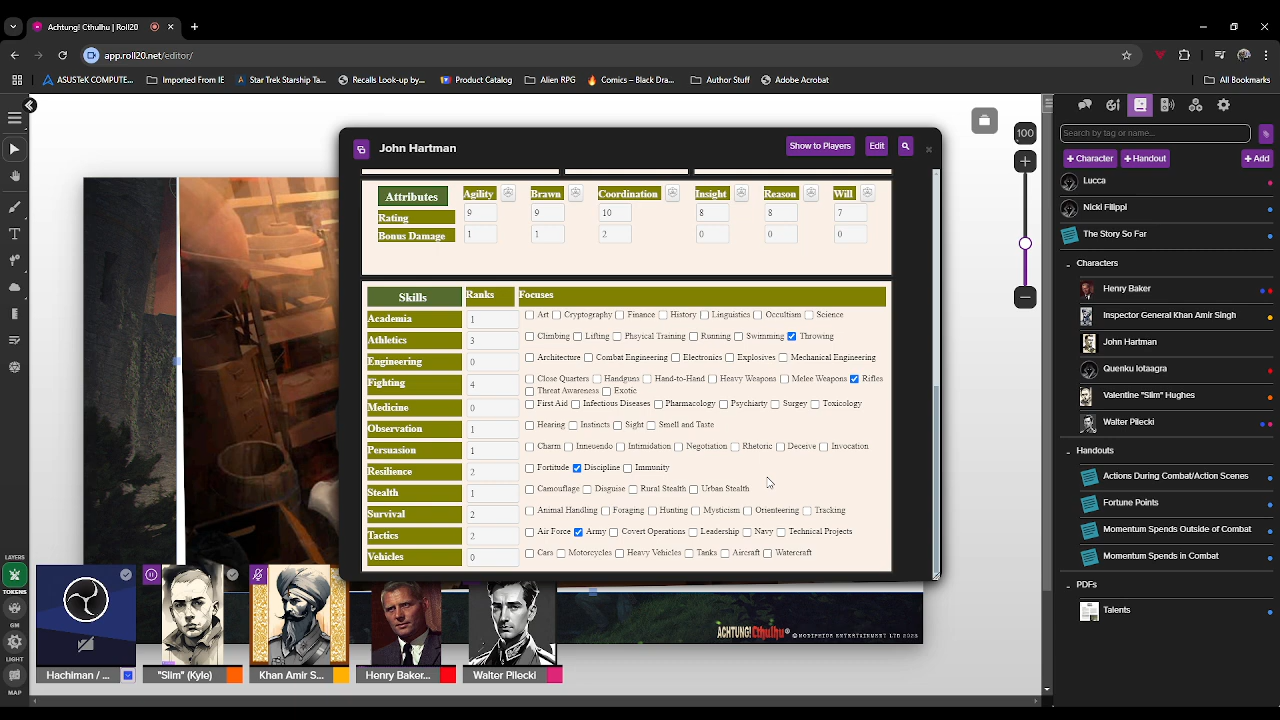 Achtung! Cthulhu | Roll20
app.roll20.net/editor/
ASUSTeK COMPUTE...
Imported From IE
Star Trek Starship Ta...
Recalls Look-up by...
Product Catalog
Alien RPG
Comics – Black Dra...
Author Stuff
Adobe Acrobat
All Bookmarks
John Hartman
Show to Players
Edit
100
Search by tag or name...
+ Character
+ Handout
+ Add
Attributes Agility Brawn Coordination Insight Reason Will
Rating 9 9 10 8 8 7
Bonus Damage 1 1 2 0 0 0
Skills Ranks Focuses
Academia 1 Art Cryptography Finance History Linguistics Occultism Science
Athletics 3 Climbing Lifting Phsyical Training Running Swimming Throwing
Engineering 0 Architecture Combat Engineering Electronics Explosives Mechanical Engineering
Fighting 4 Close Quarters Handguns Hand-to-Hand Heavy Weapons Melee Weapons Rifles
Threat Awareness Exotic
Medicine 0 First Aid Infectious Diseases Pharmacology Psychiarty Surgey Toxicology
Observation 1 Hearing Instincts Sight Smell and Taste
Persuasion 1 Charm Inneuendo Intimidation Negotiation Rhetoric Deceive Invocation
Resilience 2 Fortitude Discipline Immunity
Stealth 1 Camouflage Disguise Rural Stealth Urban Stealth
Survival 2 Animal Handling Foraging Hunting Mysticism Orienteering Tracking
Tactics 2 Air Force Army Covert Operations Leadership Navy Technical Projects
Vehicles 0 Cars Motorcycles Heavy Vehicles Tanks Aircraft Watercraft
Lucca
Nicki Filippi
The Story So Far
Characters
Henry Baker
Inspector General Khan Amir Singh
John Hartman
Quenku Iotaagra
Valentine "Slim" Hughes
Walter Pilecki
Handouts
Actions During Combat/Action Scenes
Fortune Points
Momentum Spends Outside of Combat
Momentum Spends in Combat
PDFs
Talents
LAYERS
TOKENS
GM
LIGHT
MAP
ACHTUNG! Cthulhu® © MODIPHIUS ENTERTAINMENT LTD 2023
Hachiman / ...
"Slim" (Kyle)
Khan Amir S...
Henry Baker...
Walter Pilecki